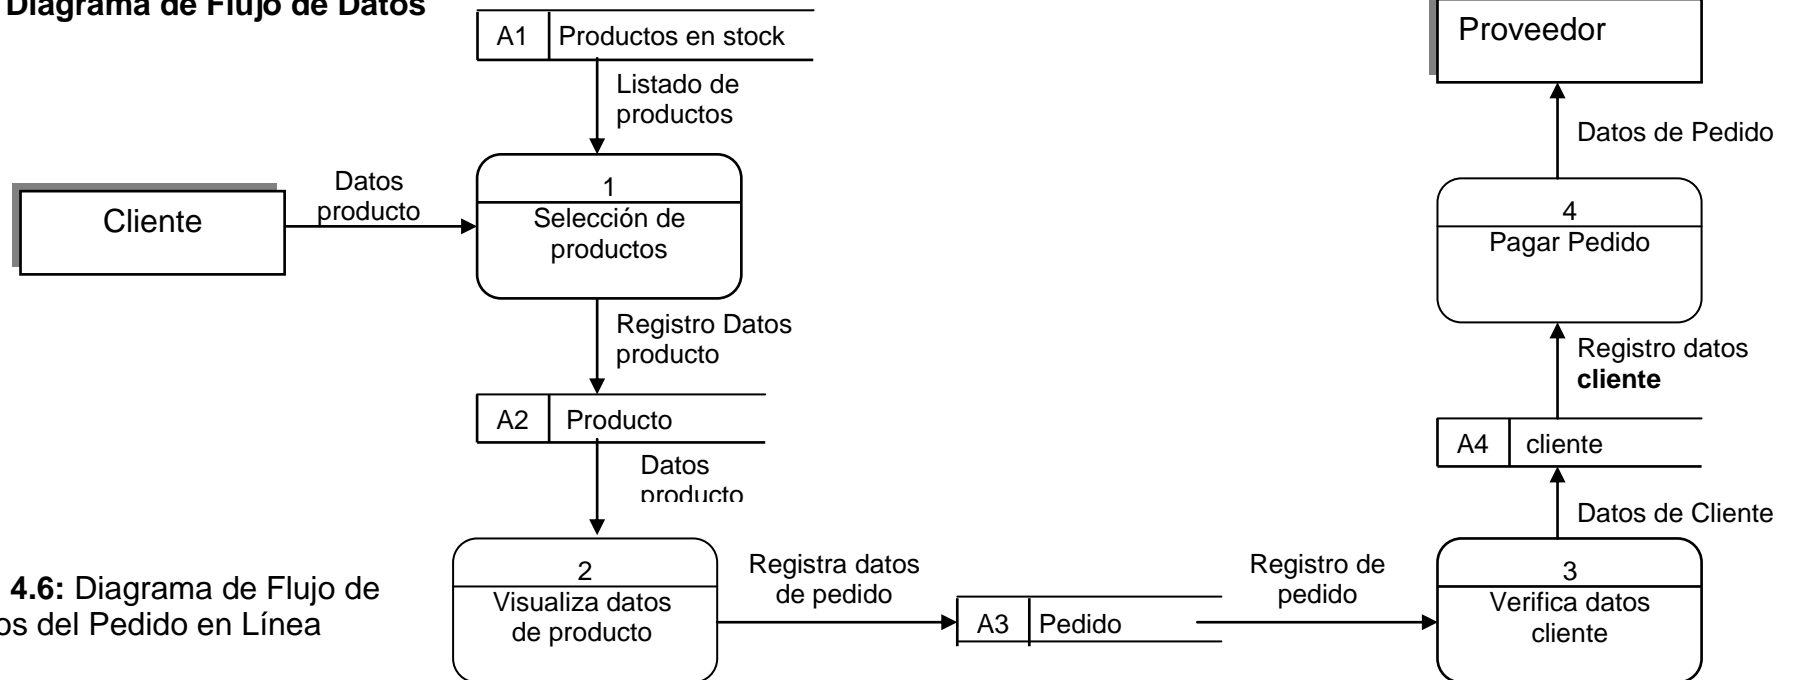 Diagrama de Flujo de Datos
A1
Productos en stock
Listado de
productos
Cliente
Datos
producto
1
Selección de
productos
Registro Datos
producto
A2
Producto
Datos
producto
2
Visualiza datos
de producto
Registra datos
de pedido
A3
Pedido
Registro de
pedido
3
Verifica datos
cliente
Datos de Cliente
A4
cliente
Registro datos
cliente
4
Pagar Pedido
Datos de Pedido
Proveedor
4.6: Diagrama de Flujo de
os del Pedido en Línea